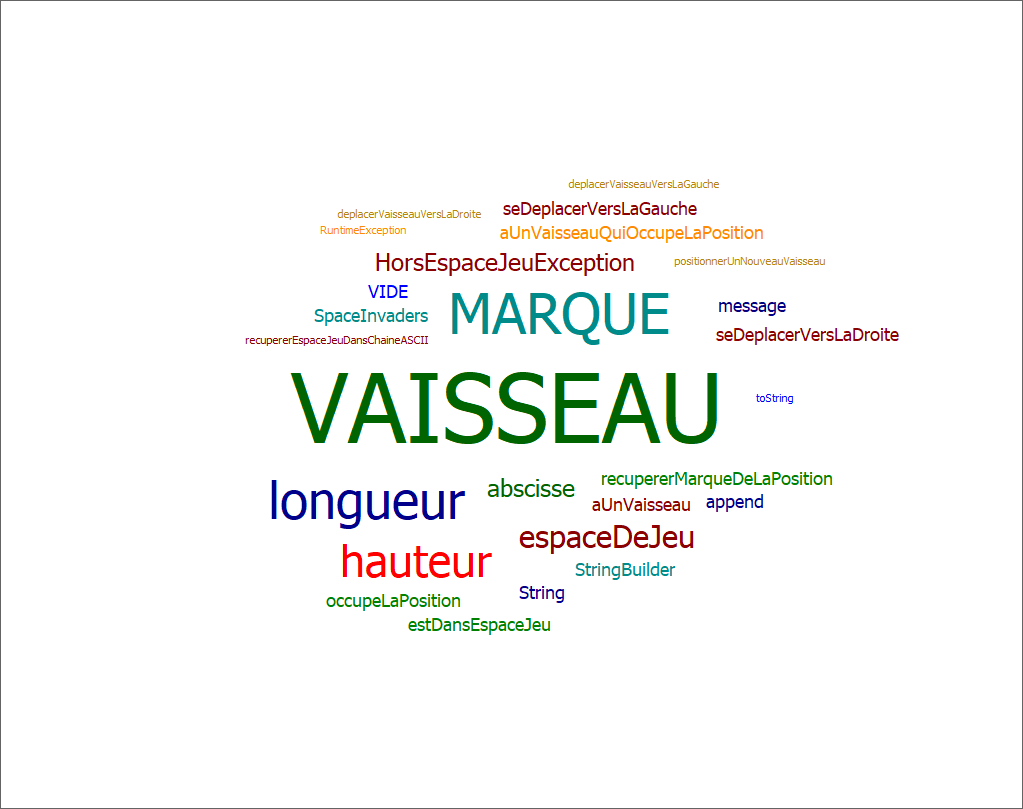 deplacerVaisseauVersLaGauche
seDeplacerVersLaGauche
deplacerVaisseauVersLaDroite
RuntimeException
aUnVaisseauQuiOccupeLaPosition
HorsEspaceJeuException
positionnerUnNouveauVaisseau
VIDE
message
SpaceInvaders
MARQUE
seDeplacerVersLaDroite
recupererEspaceJeuDansChaineASCII
VAISSEAU
toString
recupererMarqueDeLaPosition
abscisse
longueur
aUnVaisseau
append
espaceDeJeu
hauteur
StringBuilder
String
occupeLaPosition
estDansEspaceJeu